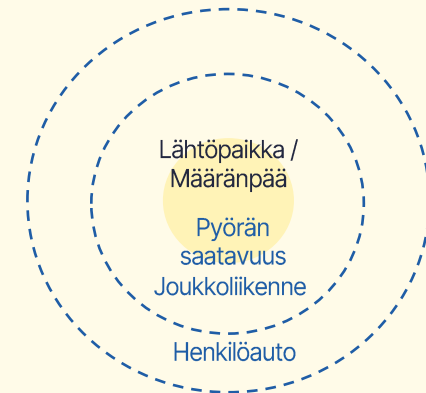 Lähtöpaikka /
Määränpää
Pyörän
saatavuus
Joukkoliikenne
Henkilöauto